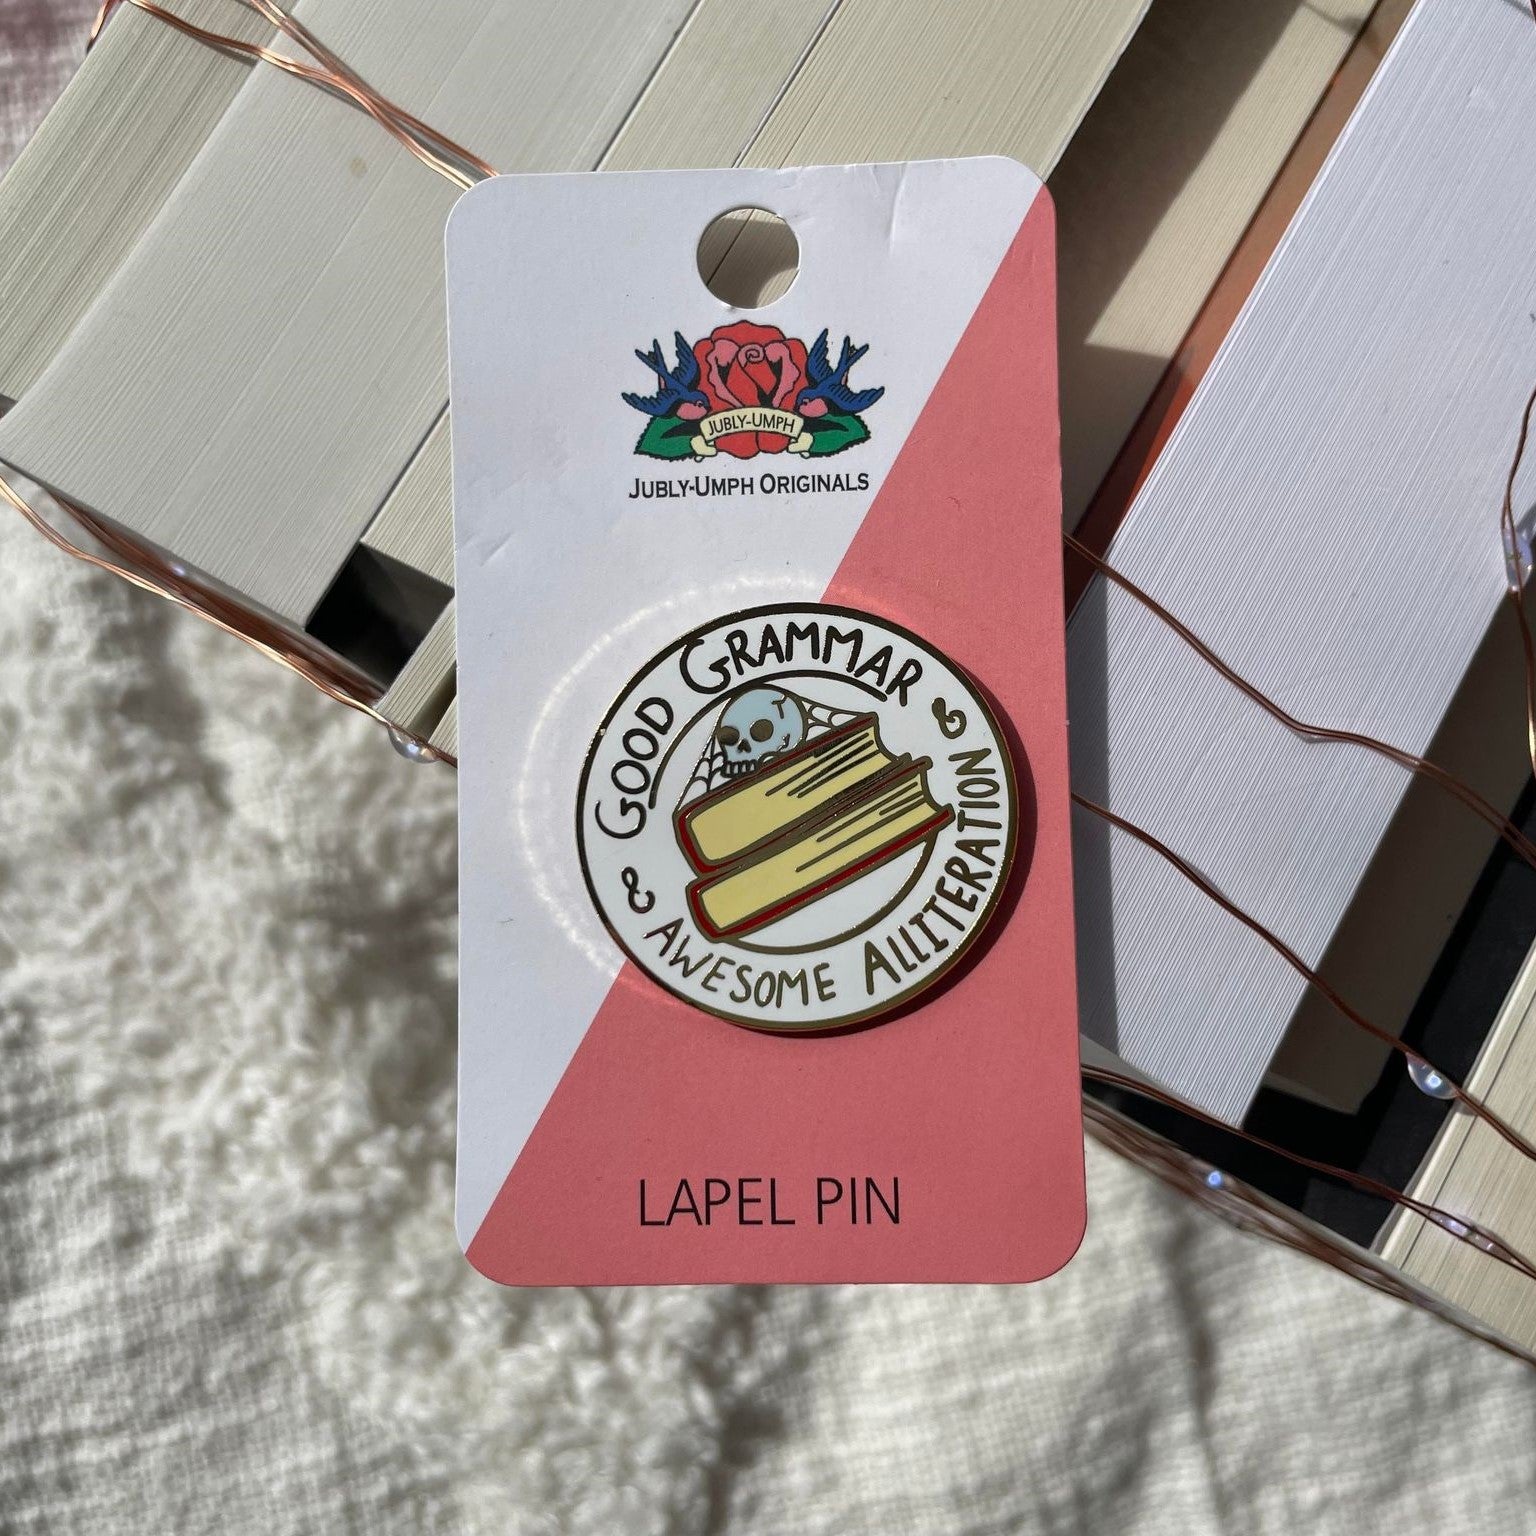 JUBLY-UMPH
JUBLY-UMPH ORIGINALS
GOOD GRAMMAR
&
AWESOME ALLITERATION
&
LAPEL PIN